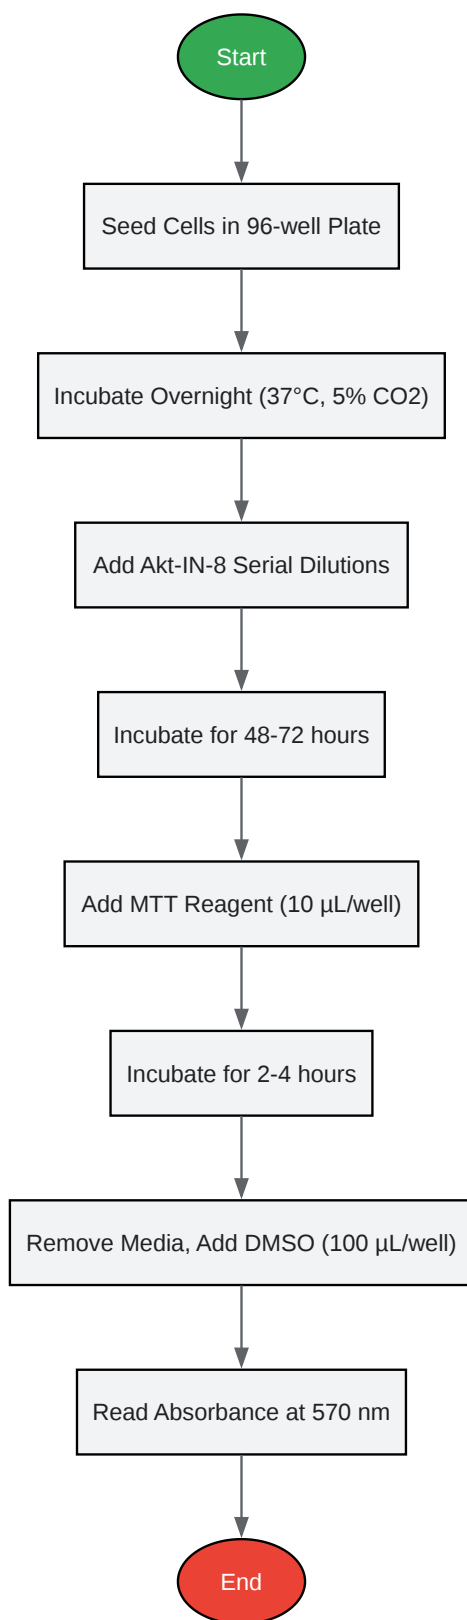 Start
Seed Cells in 96-well Plate
Incubate Overnight (37°C, 5% CO2)
Add Akt-IN-8 Serial Dilutions
Incubate for 48-72 hours
Add MTT Reagent (10 µL/well)
Incubate for 2-4 hours
Remove Media, Add DMSO (100 µL/well)
Read Absorbance at 570 nm
End